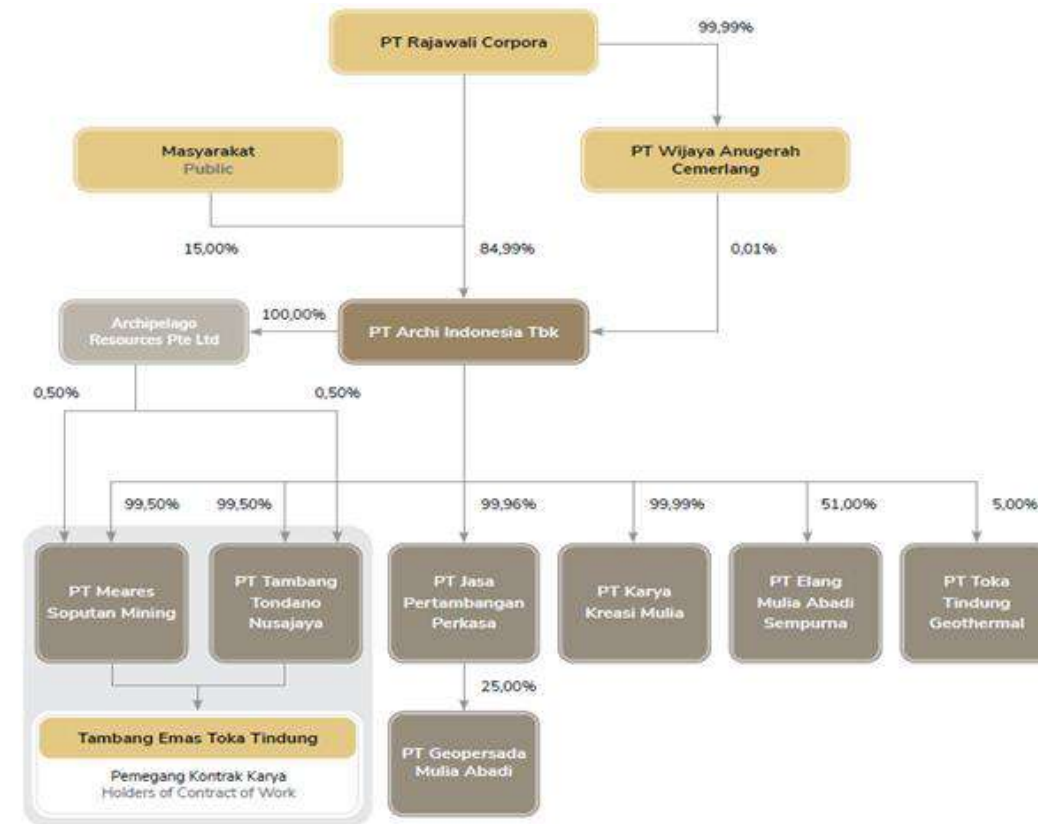 PT Rajawali Corpora
99,99%
Masyarakat
Public
PT Wijaya Anugerah
Cemerlang
15,00%
84,99%
0,01%
Archipelago
Resources Pte Ltd
100,00%
PT Archi Indonesia Tbk
0,50%
0,50%
99,50%
99,50%
99,96%
99,99%
51,00%
5,00%
PT Meares
Soputan Mining
PT Tambang
Tondano
Nusajaya
PT Jasa
Pertambangan
Perkasa
PT Karya
Kreasi Mulia
PT Elang
Mulia Abadi
Sempurna
PT Toka
Tindung
Geothermal
25,00%
Tambang Emas Toka Tindung
Pemegang Kontrak Karya
Holders of Contract of Work
PT Geopersada
Mulia Abadi